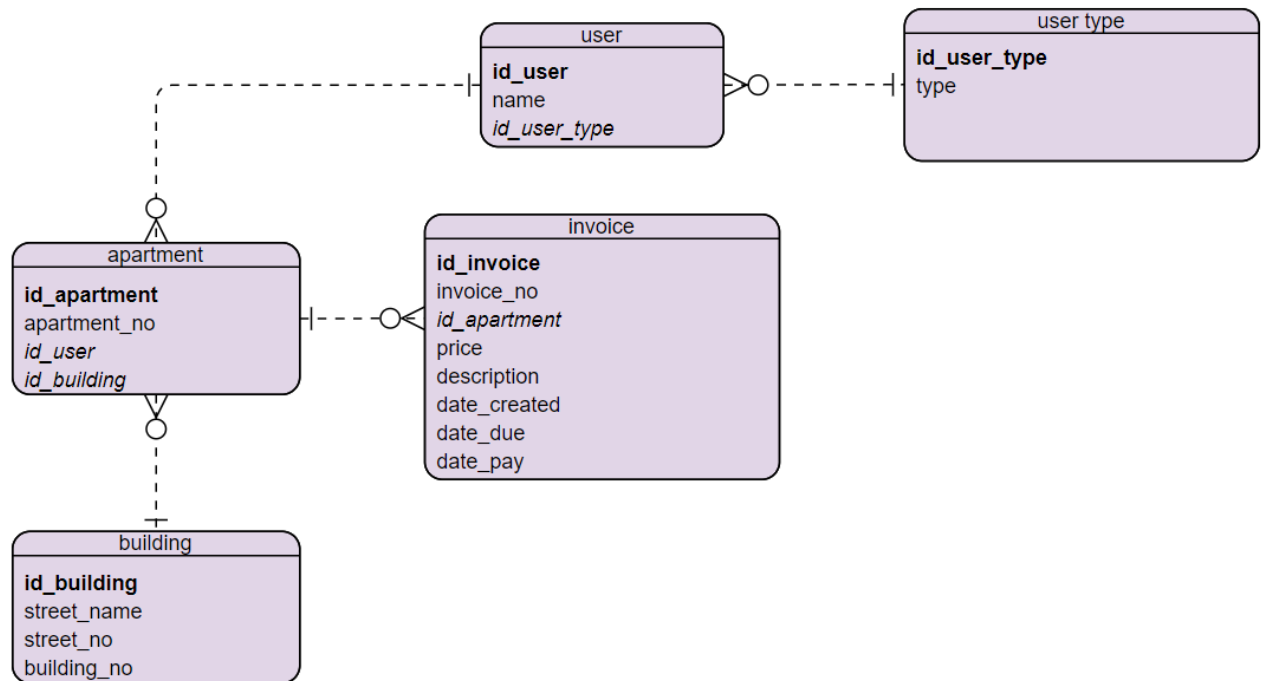 user
id_user
name
id_user_type
user type
id_user_type
type
apartment
id_apartment
apartment_no
id_user
id_building
invoice
id_invoice
invoice_no
id_apartment
price
description
date_created
date_due
date_pay
building
id_building
street_name
street_no
building_no